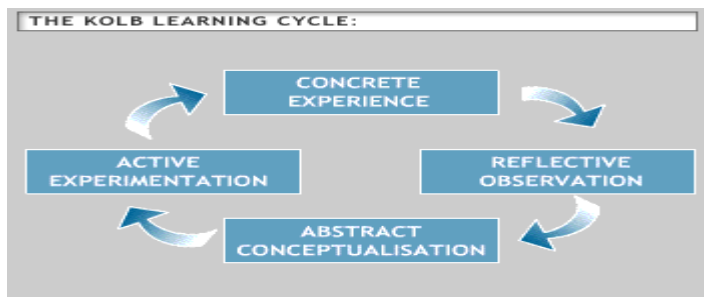 THE KOLB LEARNING CYCLE:
CONCRETE
EXPERIENCE
ACTIVE
EXPERIMENTATION
REFLECTIVE
OBSERVATION
ABSTRACT
CONCEPTUALISATION